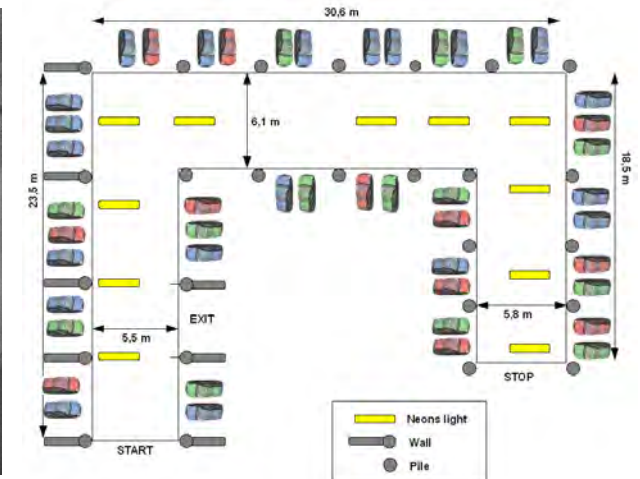 30,6 m
6,1 m
23,5 m
18,5 m
EXIT
5,5 m
5,8 m
STOP
START
Neons light
Wall
Pile